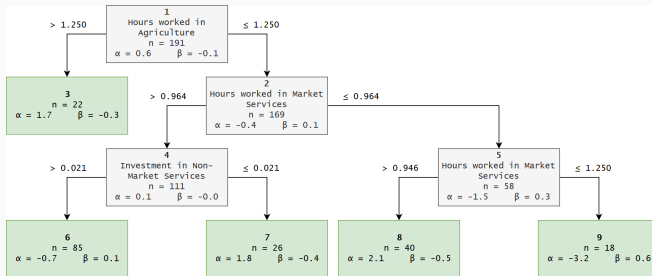 1
Hours worked in
Agriculture
n = 191
α = 0.6 β = -0.1
> 1.250
≤ 1.250
3
n = 22
α = 1.7 β = -0.3
2
Hours worked in Market
Services
n = 169
α = -0.4 β = 0.1
> 0.964
≤ 0.964
4
Investment in Non-
Market Services
n = 111
α = 0.1 β = -0.0
5
Hours worked in Market
Services
n = 58
α = -1.5 β = 0.3
> 0.021
≤ 0.021
> 0.946
≤ 1.250
6
n = 85
α = -0.7 β = 0.1
7
n = 26
α = 1.8 β = -0.4
8
n = 40
α = 2.1 β = -0.5
9
n = 18
α = -3.2 β = 0.6